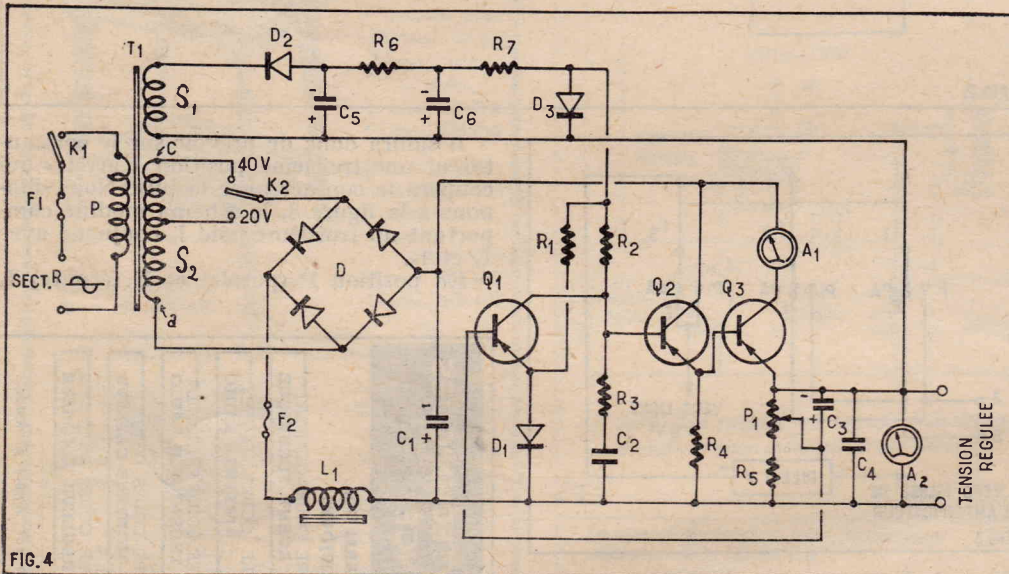 T1
D2
R6
R7
S1
C5
C6
D3
-
+
-
+
K1
F1
P
SECT.R
C
40V
K2
20V
S2
a
D
F2
L1
C1
-
+
Q1
D1
R1
R2
R3
C2
Q2
R4
Q3
A1
P1
R5
-
+
C3
C4
A2
TENSION
REGULEE
FIG.4